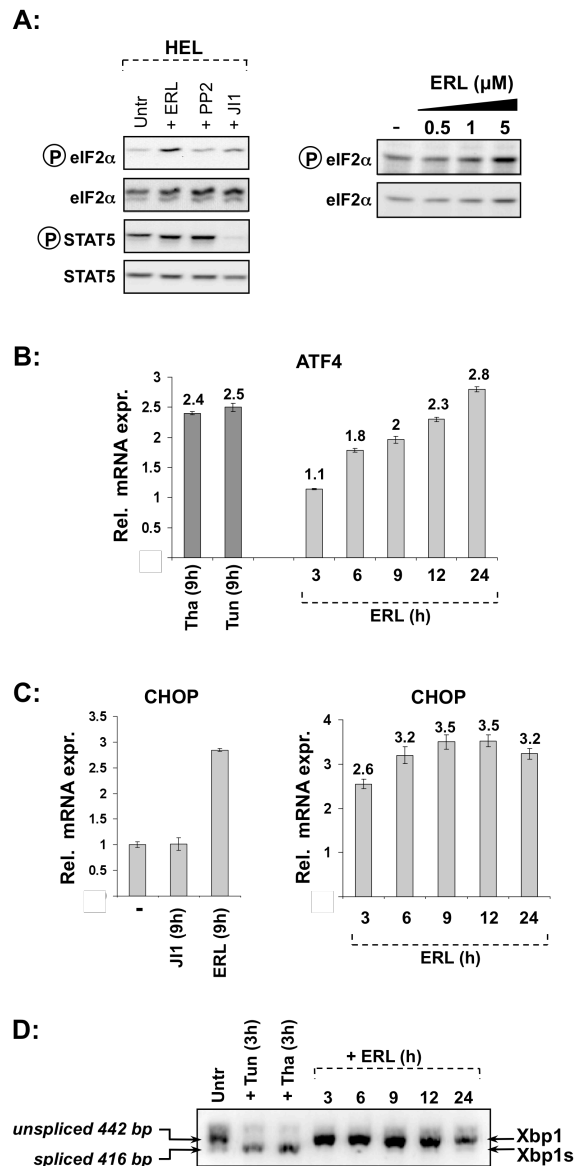 A:
HEL
Untr
+ ERL
+ PP2
+ JI1
P eIF2α
eIF2α
P STAT5
STAT5
ERL (µM)
- 0.5 1 5
P eIF2α
eIF2α
B:
ATF4
Rel. mRNA expr.
3
2.5
2
1.5
1
0.5
2.4
2.5
1.1
1.8
2
2.3
2.8
Tha (9h)
Tun (9h)
3 6 9 12 24
ERL (h)
C:
CHOP
Rel. mRNA expr.
3.5
3
2.5
2
1.5
1
0.5
-
JI1 (9h)
ERL (9h)
CHOP
Rel. mRNA expr.
4
3
2
1
2.6
3.2
3.5
3.5
3.2
3 6 9 12 24
ERL (h)
D:
Untr
+ Tun (3h)
+ Tha (3h)
+ ERL (h)
3 6 9 12 24
unspliced 442 bp
spliced 416 bp
Xbp1
Xbp1s